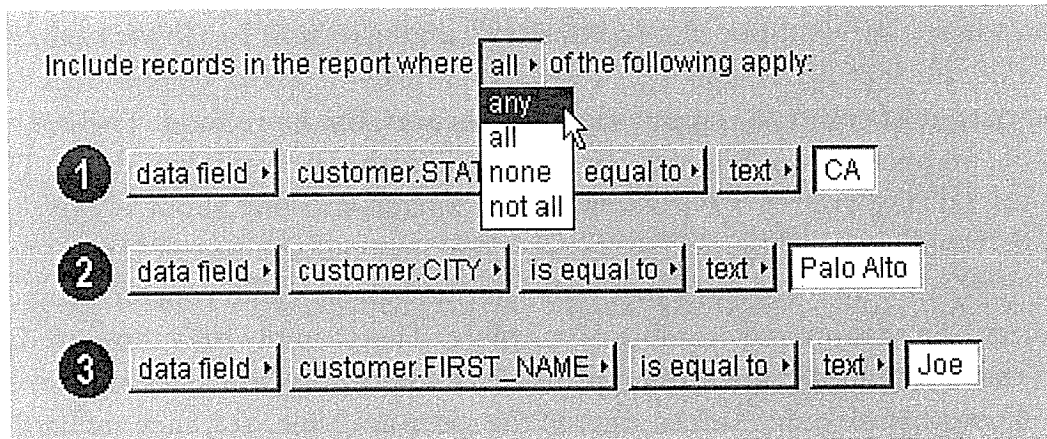 Include records in the report where all of the following apply:
any
all
none
not all
1 data field customer.STAT equal to text CA
2 data field customer.CITY is equal to text Palo Alto
3 data field customer.FIRST_NAME is equal to text Joe